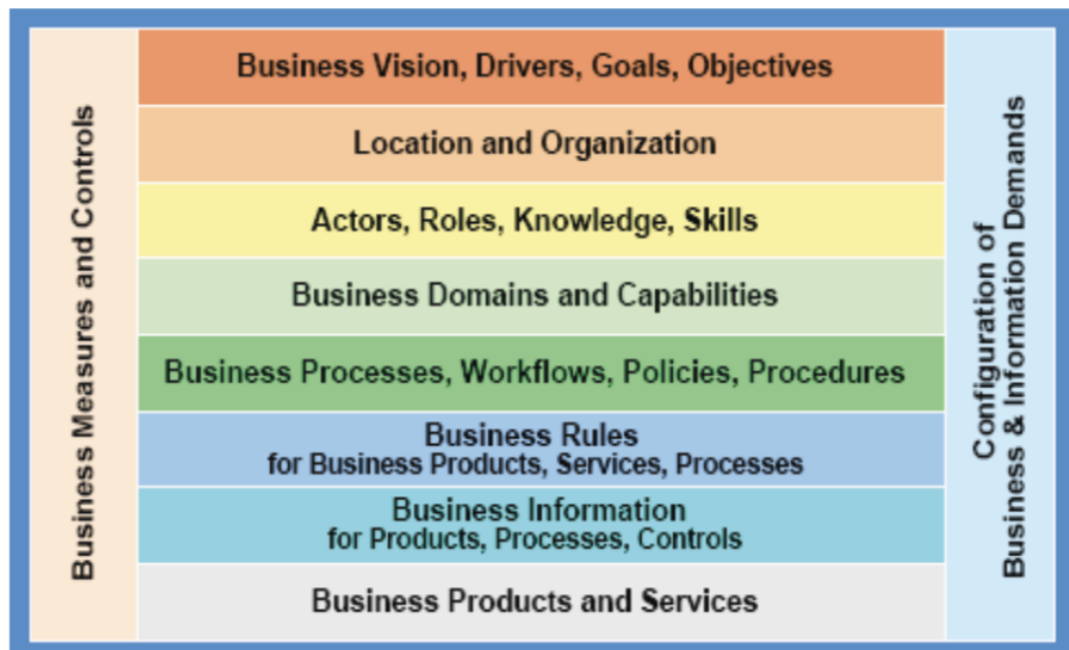 Business Measures and Controls
Business Vision, Drivers, Goals, Objectives
Location and Organization
Actors, Roles, Knowledge, Skills
Business Domains and Capabilities
Business Processes, Workflows, Policies, Procedures
Business Rules
for Business Products, Services, Processes
Business Information
for Products, Processes, Controls
Business Products and Services
Configuration of
Business & Information Demands